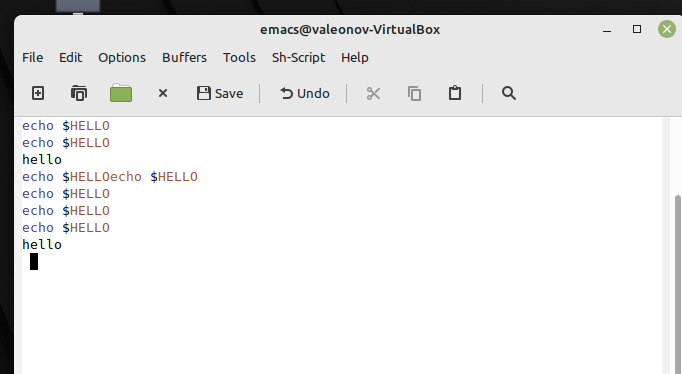 emacs@valeonov-VirtualBox
File Edit Options Buffers Tools Sh-Script Help
Save Undo
echo $HELLO
echo $HELLO
hello
echo $HELLOecho $HELLO
echo $HELLO
echo $HELLO
echo $HELLO
hello